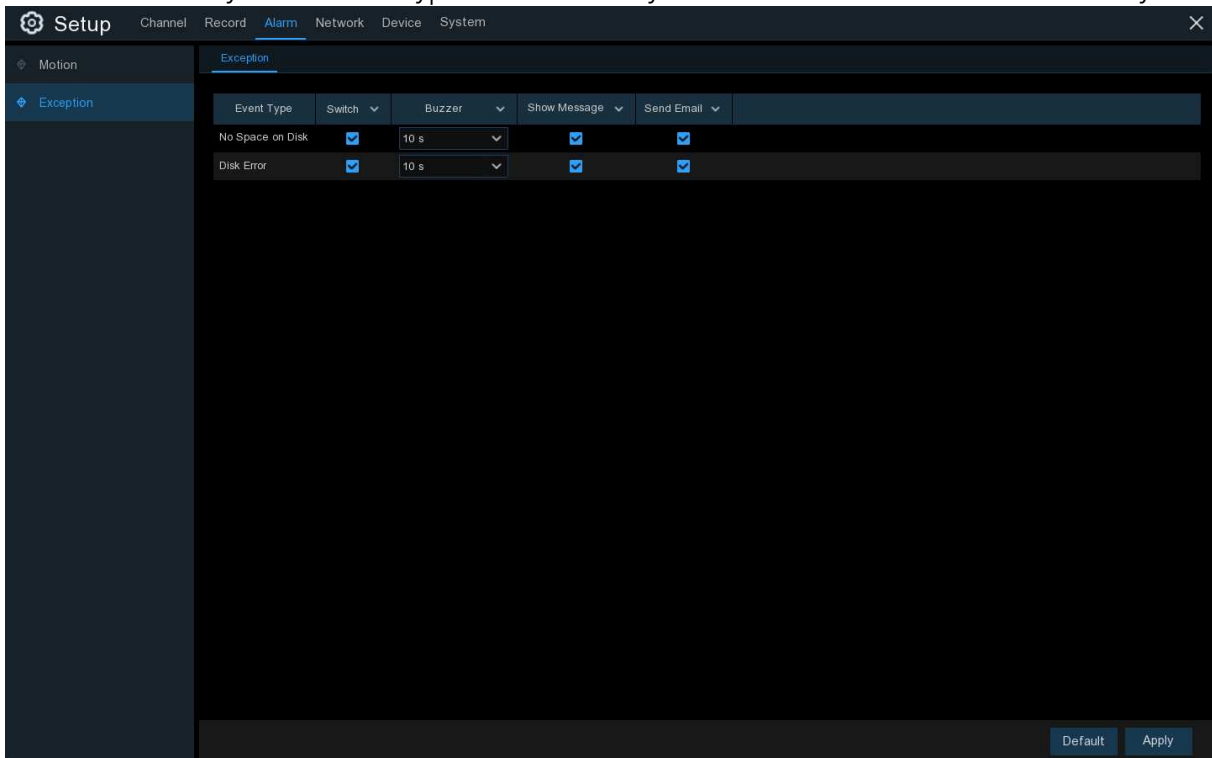 Setup Channel Record Alarm Network Device System
Motion
Exception
Exception
Event Type Switch Buzzer Show Message Send Email
No Space on Disk 10 s
Disk Error 10 s
Default Apply